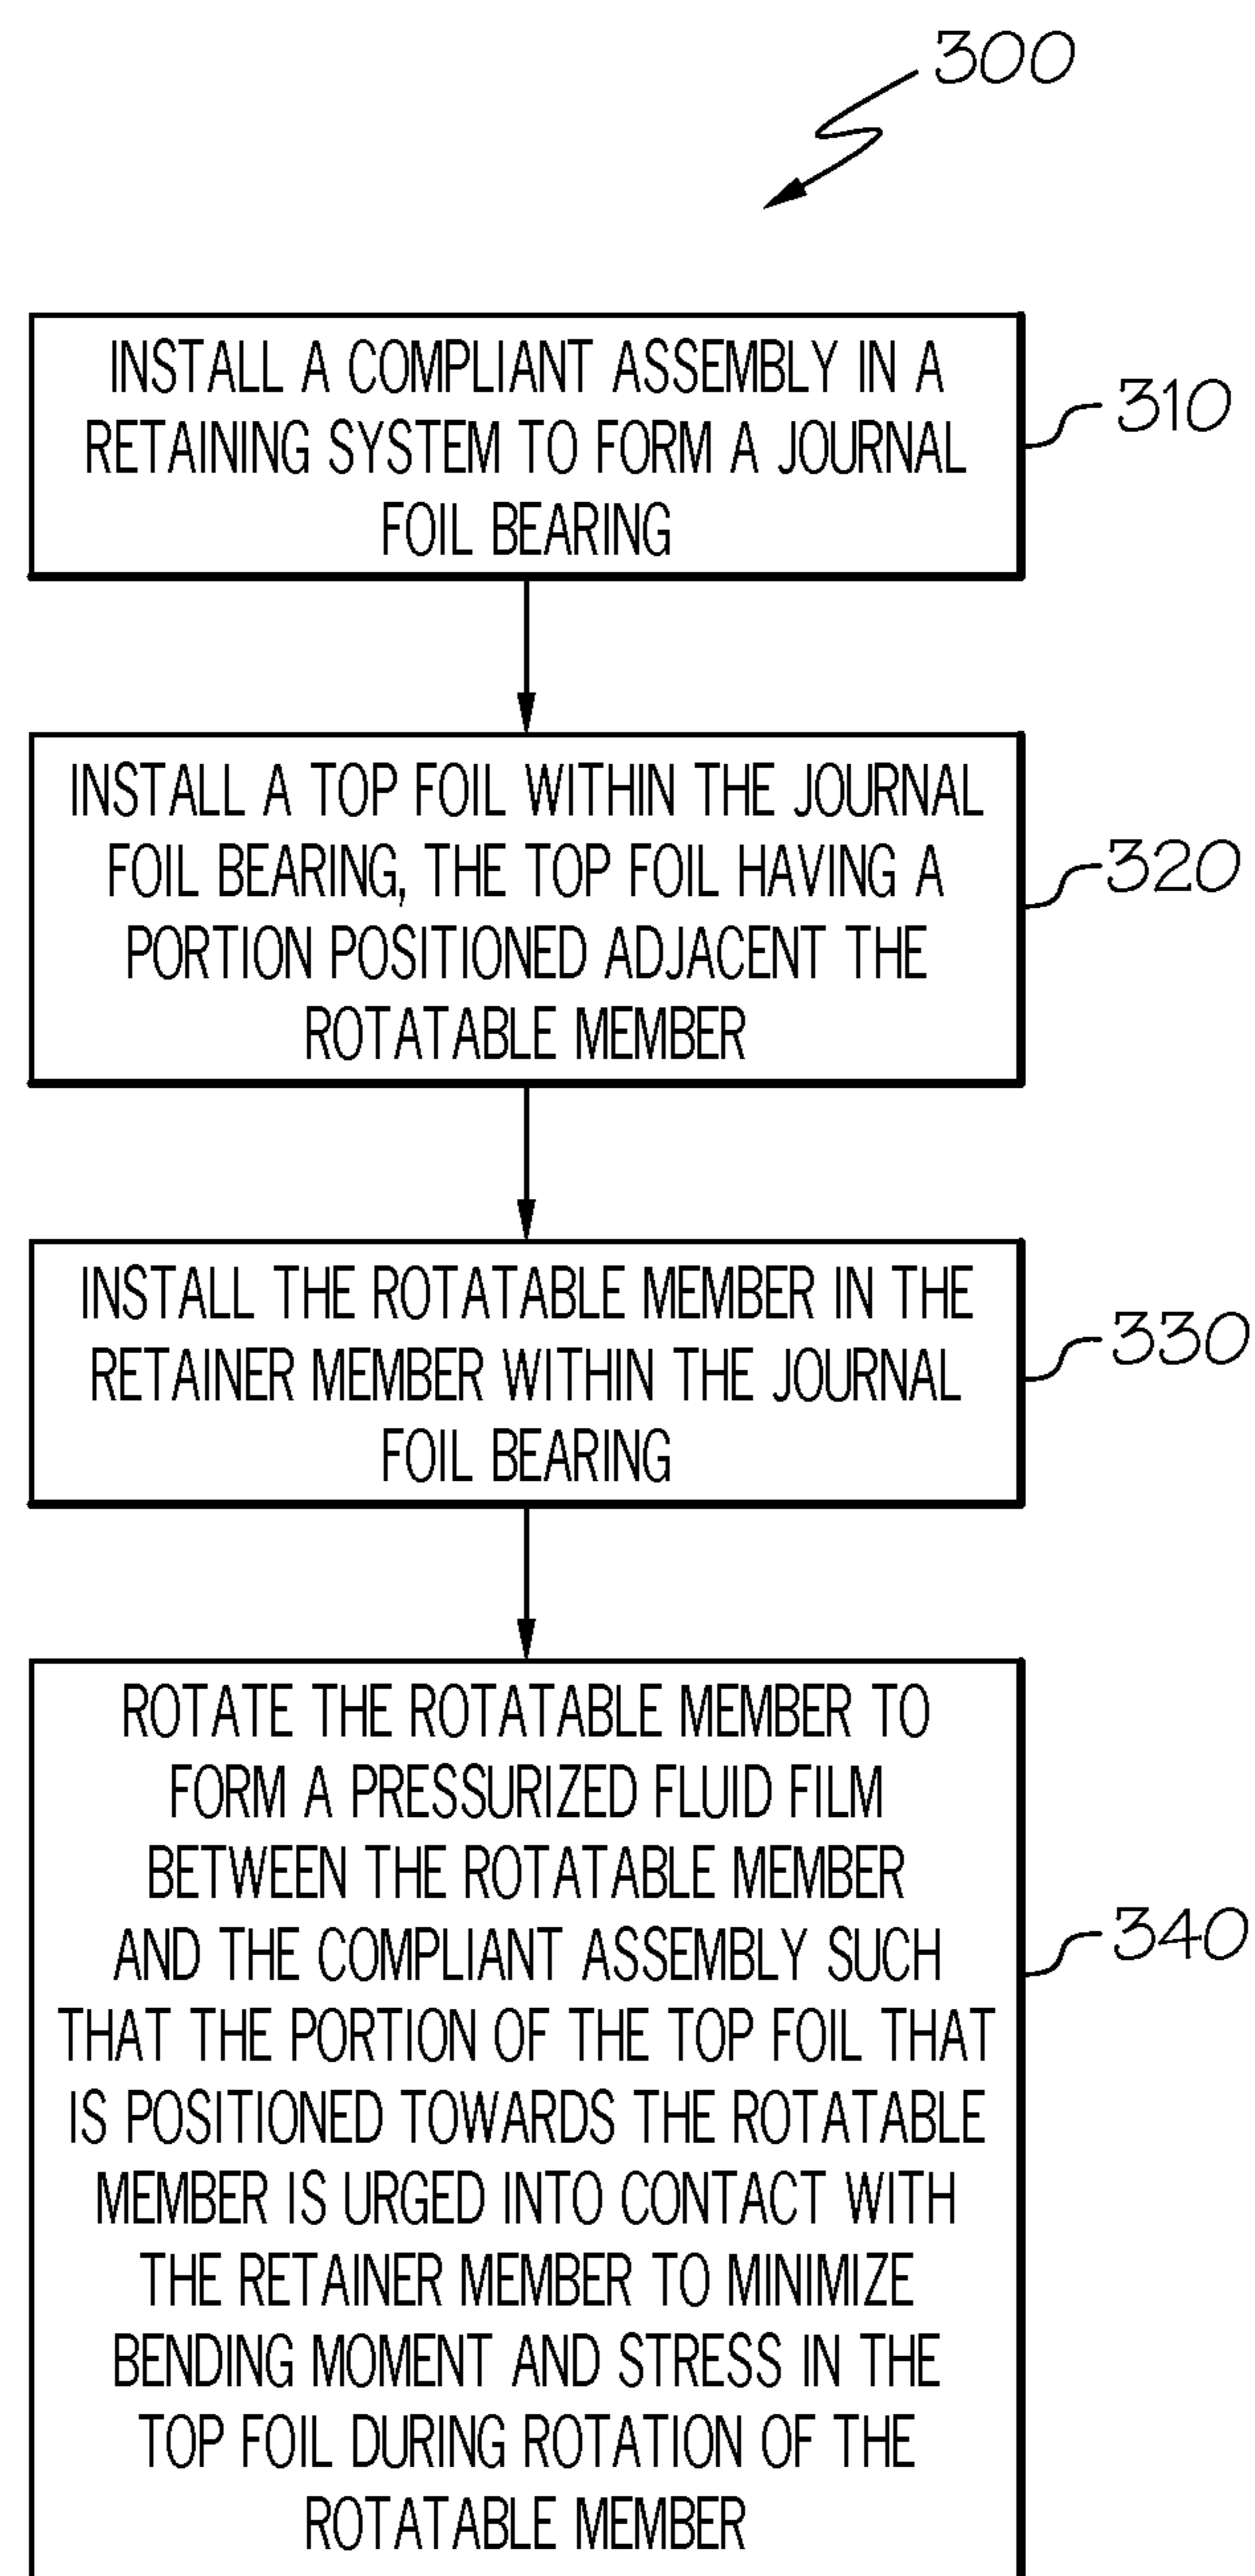 300
INSTALL A COMPLIANT ASSEMBLY IN A
RETAINING SYSTEM TO FORM A JOURNAL
FOIL BEARING
310
INSTALL A TOP FOIL WITHIN THE JOURNAL
FOIL BEARING, THE TOP FOIL HAVING A
PORTION POSITIONED ADJACENT THE
ROTATABLE MEMBER
320
INSTALL THE ROTATABLE MEMBER IN THE
RETAINER MEMBER WITHIN THE JOURNAL
FOIL BEARING
330
ROTATE THE ROTATABLE MEMBER TO
FORM A PRESSURIZED FLUID FILM
BETWEEN THE ROTATABLE MEMBER
AND THE COMPLIANT ASSEMBLY SUCH
THAT THE PORTION OF THE TOP FOIL THAT
IS POSITIONED TOWARDS THE ROTATABLE
MEMBER IS URGED INTO CONTACT WITH
THE RETAINER MEMBER TO MINIMIZE
BENDING MOMENT AND STRESS IN THE
TOP FOIL DURING ROTATION OF THE
ROTATABLE MEMBER
340